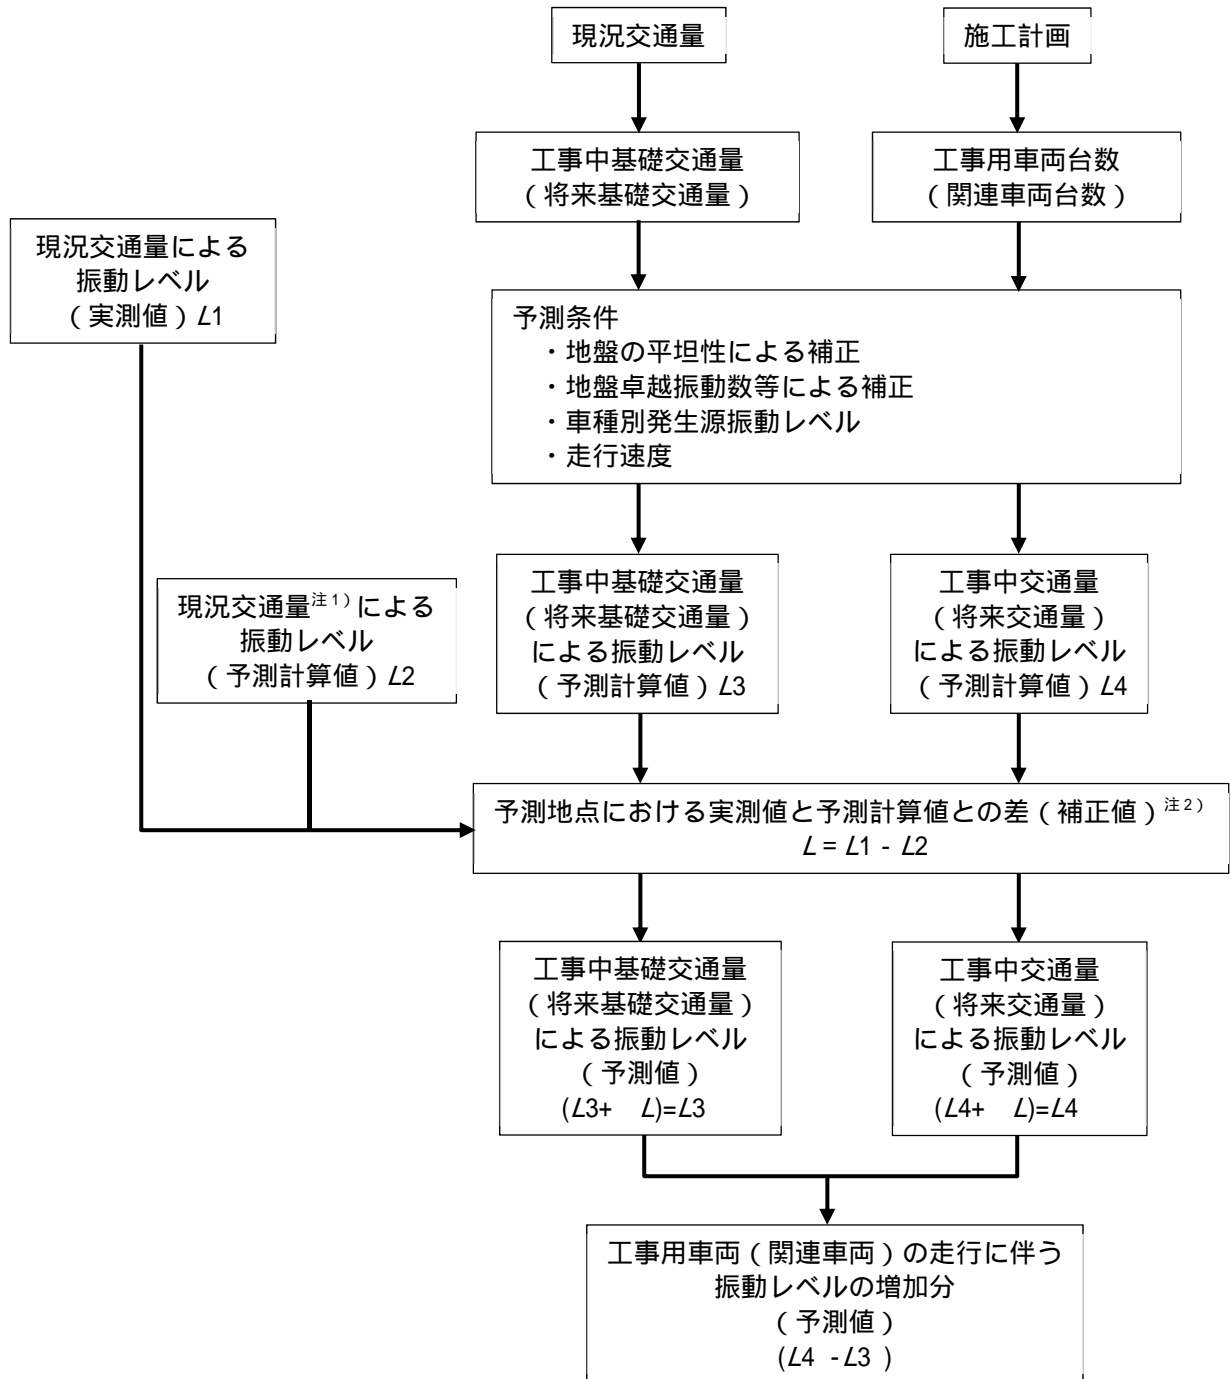 現況交通量
施工計画
工事中基礎交通量
(将来基礎交通量)
工事用車両台数
(関連車両台数)
現況交通量による
振動レベル
(実測値)L1
予測条件
・地盤の平坦性による補正
・地盤卓越振動数等による補正
・車種別発生源振動レベル
・走行速度
現況交通量注1)による
振動レベル
(予測計算値)L2
工事中基礎交通量
(将来基礎交通量)
による振動レベル
(予測計算値)L3
工事中交通量
(将来交通量)
による振動レベル
(予測計算値)L4
予測地点における実測値と予測計算値との差(補正値)注2)
L = L1 - L2
工事中基礎交通量
(将来基礎交通量)
による振動レベル
(予測値)
(L3+ L)=L3
工事中交通量
(将来交通量)
による振動レベル
(予測値)
(L4+ L)=L4
工事用車両(関連車両)の走行に伴う
振動レベルの増加分
(予測値)
(L4 -L3 )